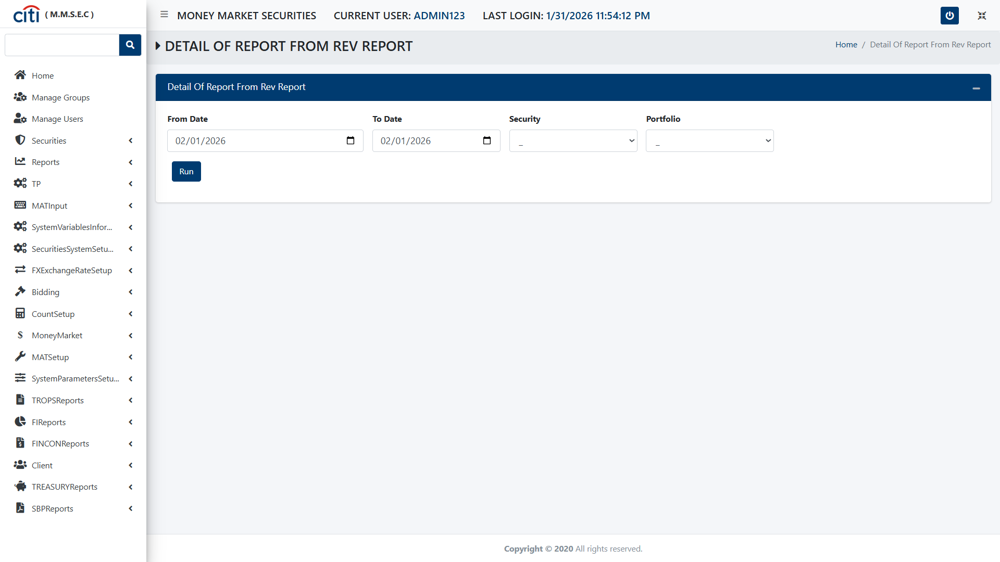 citi ( M.M.S.E.C )
MONEY MARKET SECURITIES CURRENT USER: ADMIN123 LAST LOGIN: 1/31/2026 11:54:12 PM
DETAIL OF REPORT FROM REV REPORT
Home / Detail Of Report From Rev Report
Home
Manage Groups
Manage Users
Securities
Reports
TP
MATInput
SystemVariablesInfor...
SecuritiesSystemSetu...
FXExchangeRateSetup
Bidding
CountSetup
MoneyMarket
MATSetup
SystemParametersSetu...
TROPSReports
FIReports
FINCONReports
Client
TREASURYReports
SBPReports
Detail Of Report From Rev Report
From Date To Date Security Portfolio
02/01/2026 02/01/2026 _ _
Run
Copyright © 2020 All rights reserved.